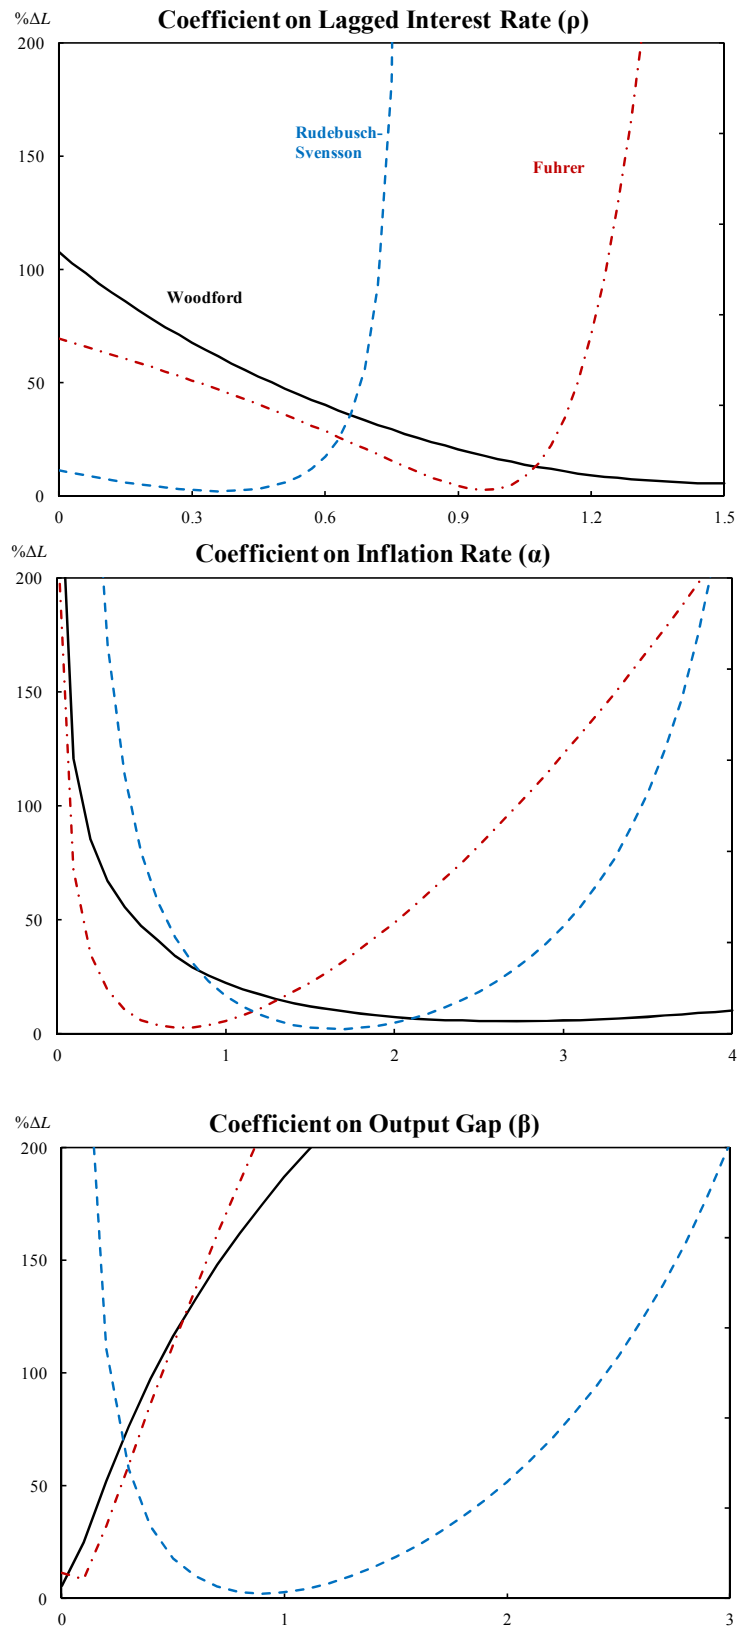 %ΔL
Coefficient on Lagged Interest Rate (ρ)
200
Rudebusch-
Svensson
150
Fuhrer
100
Woodford
50
0
0 0.3 0.6 0.9 1.2 1.5
%ΔL
Coefficient on Inflation Rate (α)
200
150
100
50
0
0 1 2 3 4
%ΔL
Coefficient on Output Gap (β)
200
150
100
50
0
0 1 2 3